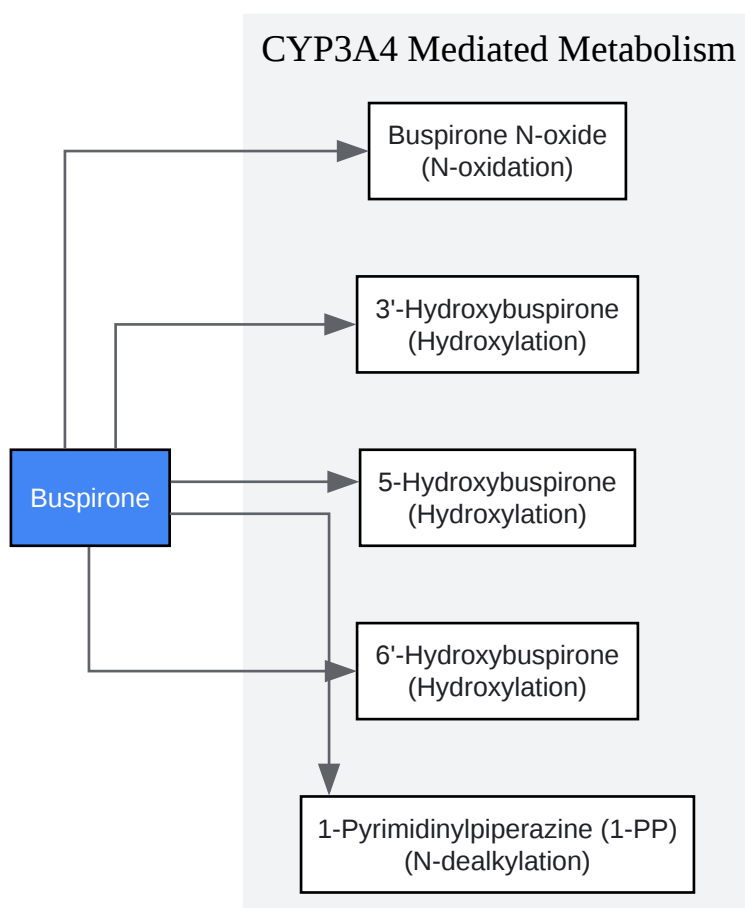 CYP3A4 Mediated Metabolism
Buspirone N-oxide
(N-oxidation)
3'-Hydroxybuspirone
(Hydroxylation)
Buspirone
5-Hydroxybuspirone
(Hydroxylation)
6'-Hydroxybuspirone
(Hydroxylation)
1-Pyrimidinylpiperazine (1-PP)
(N-dealkylation)